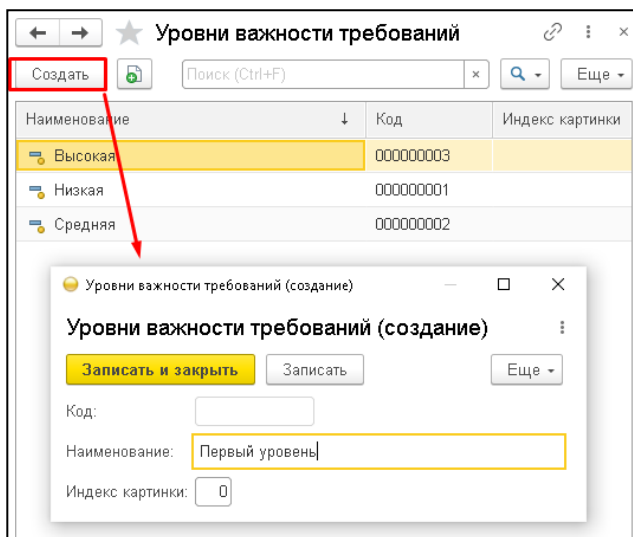 Уровни важности требований
Создать Поиск (Ctrl+F) × Еще
Наименование ↓ Код Индекс картинки
Высокая 000000003
Низкая 000000001
Средняя 000000002
Уровни важности требований (создание)
Уровни важности требований (создание)
Записать и закрыть Записать Еще
Код:
Наименование: Первый уровень
Индекс картинки: 0